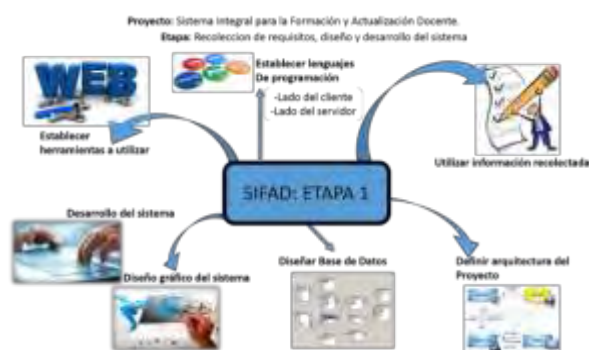 Proyecto: Sistema Integral para la Formación y Actualización Docente.
Etapa: Recoleccion de requisitos, diseño y desarrollo del sistema
WEB
Establecer
herramientas a utilizar
Establecer lenguajes
De programación
-Lado del cliente
-Lado del servidor
Utilizar información recolectada
SIFAD: ETAPA 1
Desarrollo del sistema
Diseño gráfico del sistema
Diseñar Base de Datos
Definir arquitectura del
Proyecto